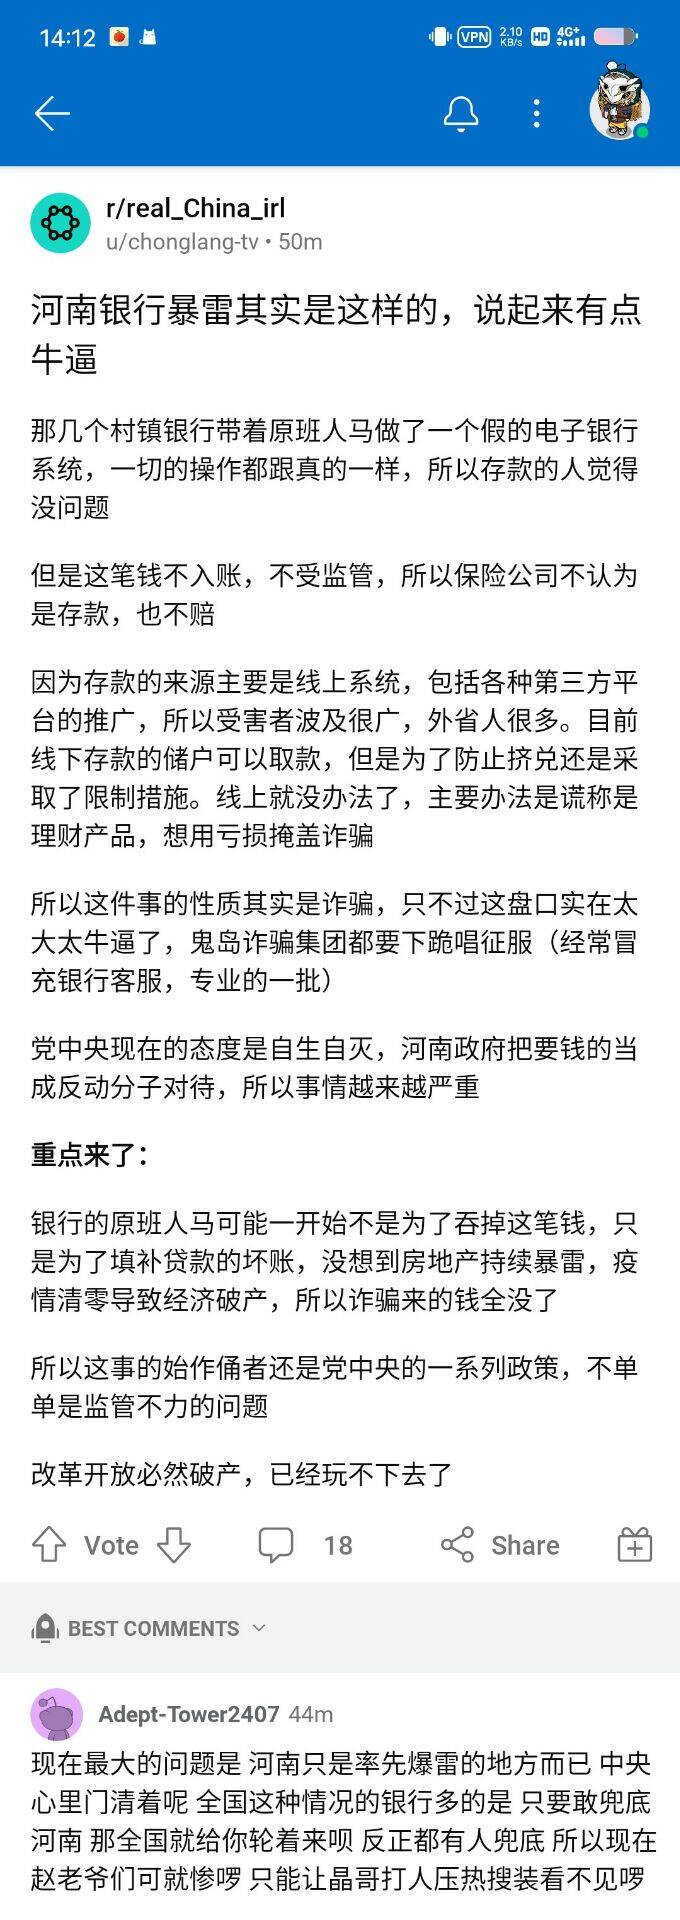 14:12
VPN
2.10
KB/s
HD
4G+
r/real_China_irl
u/chonglang-tv • 50m
河南银行暴雷其实是这样的，说起来有点
牛逼
那几个村镇银行带着原班人马做了一个假的电子银行
系统，一切的操作都跟真的一样，所以存款的人觉得
没问题
但是这笔钱不入账，不受监管，所以保险公司不认为
是存款，也不赔
因为存款的来源主要是线上系统，包括各种第三方平
台的推广，所以受害者波及很广，外省人很多。目前
线下存款的储户可以取款，但是为了防止挤兑还是采
取了限制措施。线上就没办法了，主要办法是谎称是
理财产品，想用亏损掩盖诈骗
所以这件事的性质其实是诈骗，只不过这盘口实在太
大太牛逼了，鬼岛诈骗集团都要下跪唱征服（经常冒
充银行客服，专业的一批）
党中央现在的态度是自生自灭，河南政府把要钱的当
成反动分子对待，所以事情越来越严重
重点来了：
银行的原班人马可能一开始不是为了吞掉这笔钱，只
是为了填补贷款的坏账，没想到房地产持续暴雷，疫
情清零导致经济破产，所以诈骗来的钱全没了
所以这事的始作俑者还是党中央的一系列政策，不单
单是监管不力的问题
改革开放必然破产，已经玩不下去了
Vote
18
Share
BEST COMMENTS
Adept-Tower2407 44m
现在最大的问题是 河南只是率先爆雷的地方而已 中央
心里门清着呢 全国这种情况的银行多的是 只要敢兜底
河南 那全国就给你轮着来呗 反正都有人兜底 所以现在
赵老爷们可就惨啰 只能让晶哥打人压热搜装看不见啰